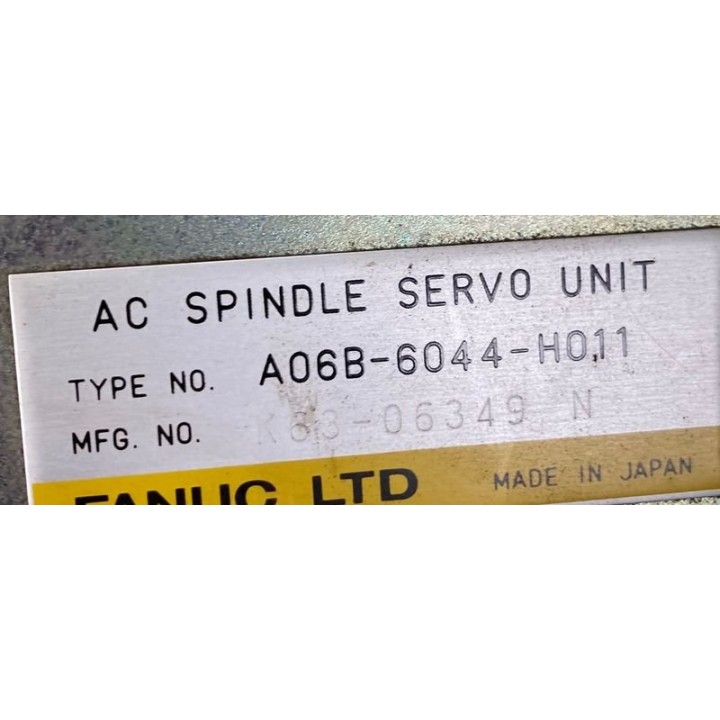 AC SPINDLE SERVO UNIT
TYPE NO. A06B-6044-H011
MFG. NO. K83-06349 N
FANUC LTD MADE IN JAPAN